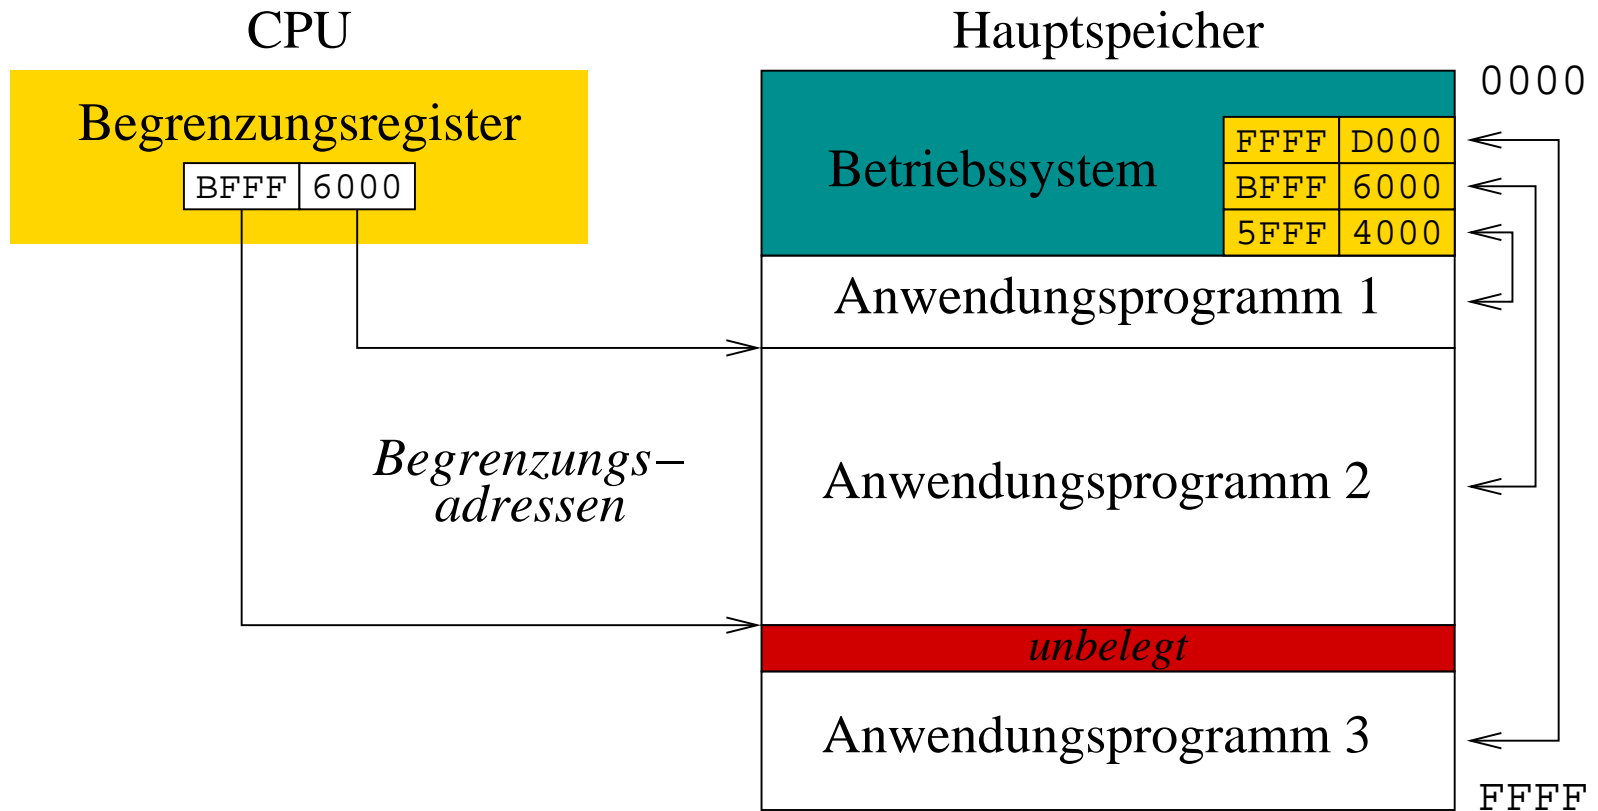 CPU
Hauptspeicher
Begrenzungsregister
BFFF 6000
0000
Betriebssystem
FFFF D000
BFFF 6000
5FFF 4000
Anwendungsprogramm 1
Begrenzungs–
adressen
Anwendungsprogramm 2
unbelegt
Anwendungsprogramm 3
FFFF